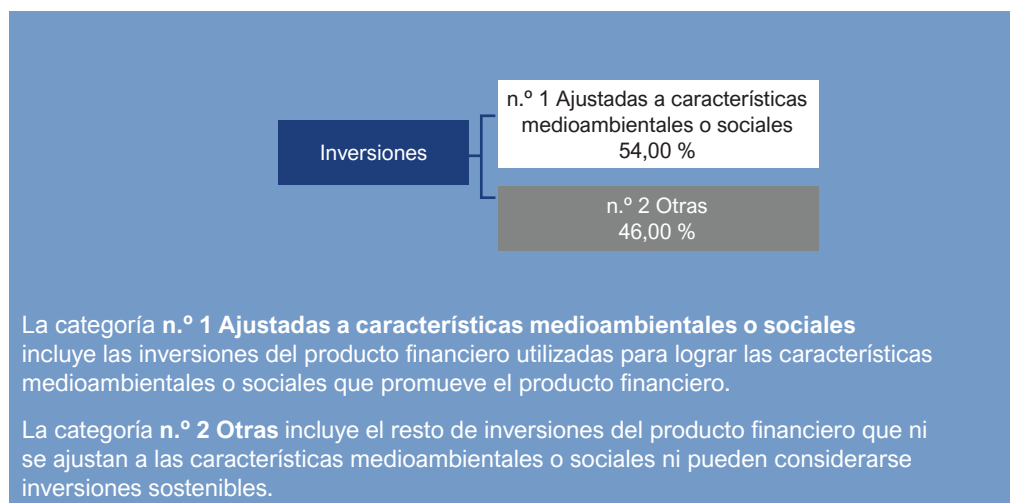 n.º 1 Ajustadas a características
medioambientales o sociales
54,00 %
Inversiones
n.º 2 Otras
46,00 %
La categoría n.º 1 Ajustadas a características medioambientales o sociales
incluye las inversiones del producto financiero utilizadas para lograr las características
medioambientales o sociales que promueve el producto financiero.
La categoría n.º 2 Otras incluye el resto de inversiones del producto financiero que ni
se ajustan a las características medioambientales o sociales ni pueden considerarse
inversiones sostenibles.